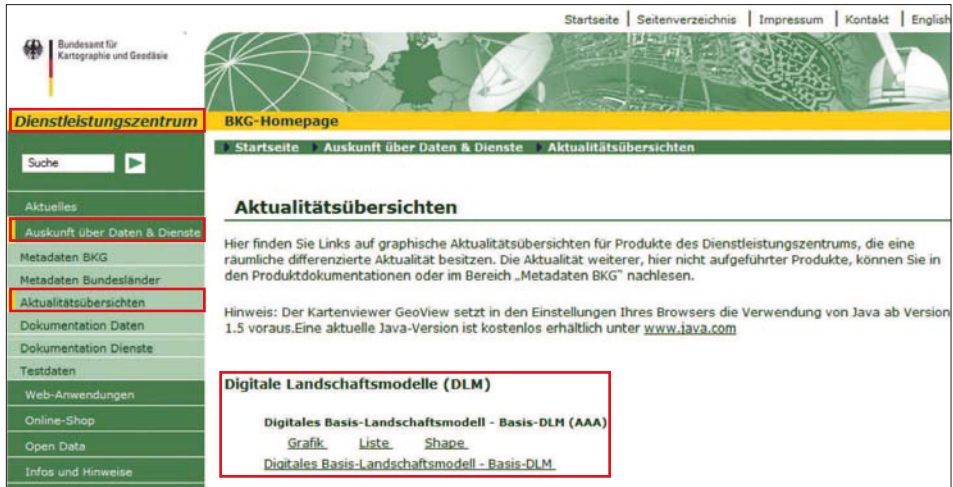 Startseite | Seitenverzeichnis | Impressum | Kontakt | English
Bundesamt für
Kartographie und Geodäsie
Dienstleistungszentrum
BKG-Homepage
Startseite Auskunft über Daten & Dienste Aktualitätsübersichten
Suche
Aktuelles
Auskunft über Daten & Dienste
Metadaten BKG
Metadaten Bundesländer
Aktualitätsübersichten
Dokumentation Daten
Dokumentation Dienste
Testdaten
Web-Anwendungen
Online-Shop
Open Data
Infos und Hinweise
Aktualitätsübersichten
Hier finden Sie Links auf graphische Aktualitätsübersichten für Produkte des Dienstleistungszentrums, die eine
räumliche differenzierte Aktualität besitzen. Die Aktualität weiterer, hier nicht aufgeführter Produkte, können Sie in
den Produktdokumentationen oder im Bereich „Metadaten BKG" nachlesen.
Hinweis: Der Kartenviewer GeoView setzt in den Einstellungen Ihres Browsers die Verwendung von Java ab Version
1.5 voraus.Eine aktuelle Java-Version ist kostenlos erhältlich unter www.java.com
Digitale Landschaftsmodelle (DLM)
Digitales Basis-Landschaftsmodell - Basis-DLM (AAA)
Grafik Liste Shape
Digitales Basis-Landschaftsmodell - Basis-DLM